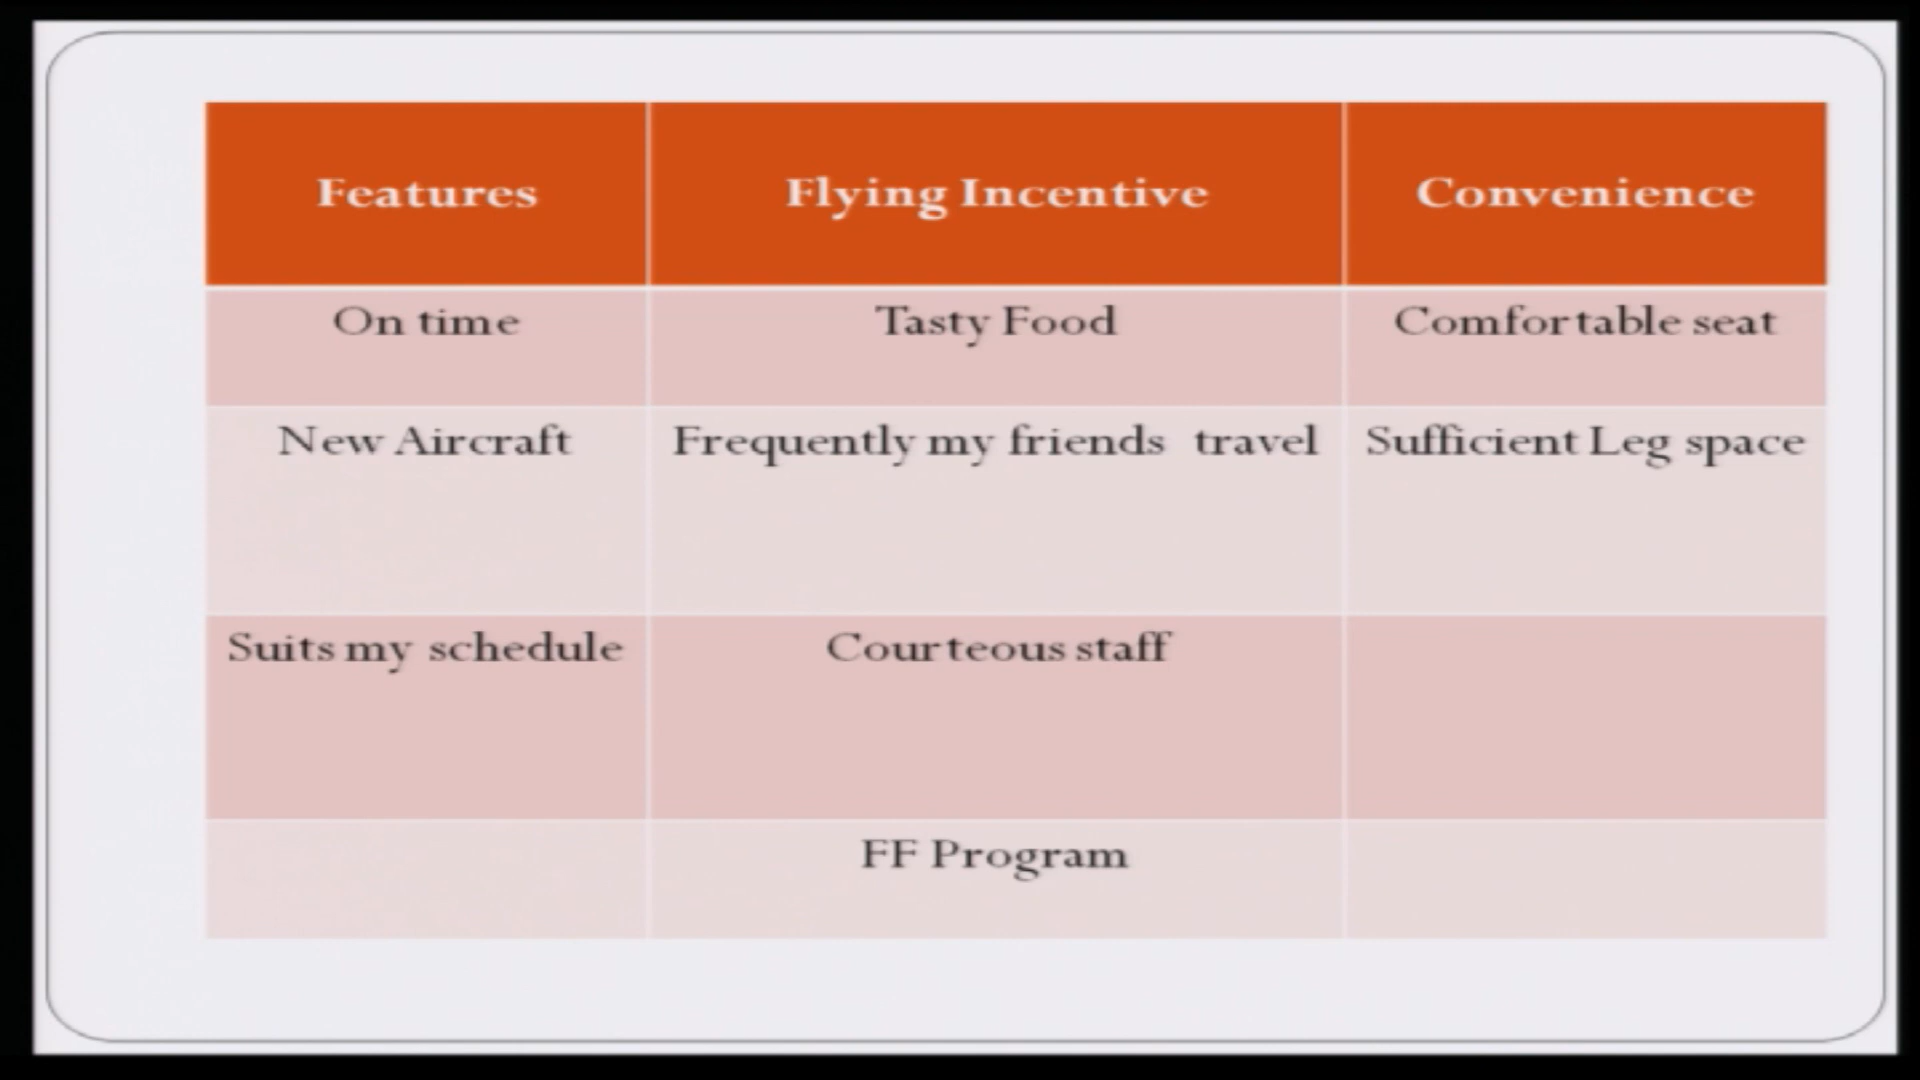 Features Flying Incentive Convenience
On time Tasty Food Comfortable seat
New Aircraft Frequently my friends travel Sufficient Leg space
Suits my schedule Courteous staff
FF Program